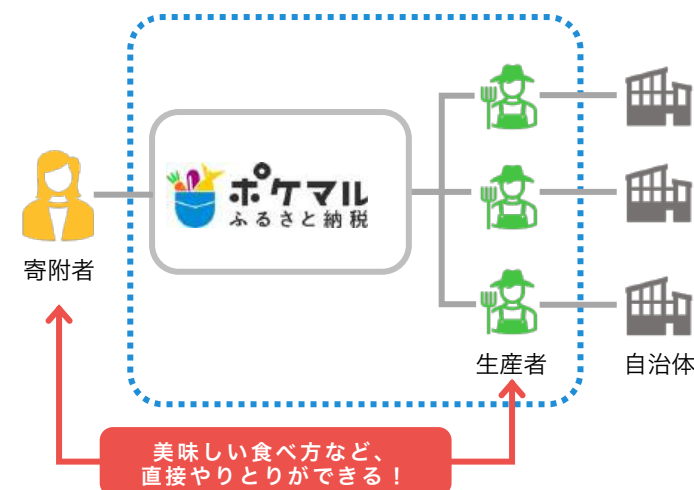 ポケマル
ふるさと納税
寄附者
生産者
自治体
美味しい食べ方など、
直接やりとりができる！